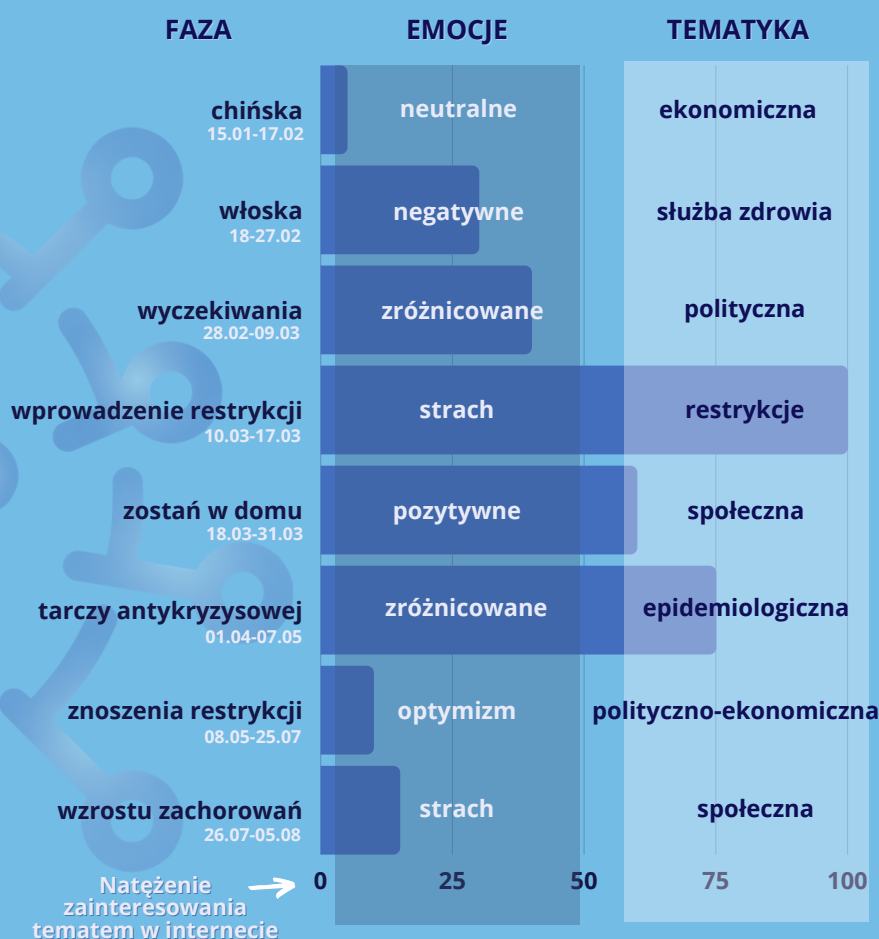 FAZA EMOCJE TEMATYKA
chińska neutralne ekonomiczna
15.01-17.02
włoska negatywne służba zdrowia
18-27.02
wyczekiwania zróżnicowane polityczna
28.02-09.03
wprowadzenie restrykcji strach restrykcje
10.03-17.03
zostań w domu pozytywne społeczna
18.03-31.03
tarczy antykryzysowej zróżnicowane epidemiologiczna
01.04-07.05
znoszenia restrykcji optymizm polityczno-ekonomiczna
08.05-25.07
wzrostu zachorowań strach społeczna
26.07-05.08
0 25 50 75 100
Natężenie
zainteresowania
tematem w internecie